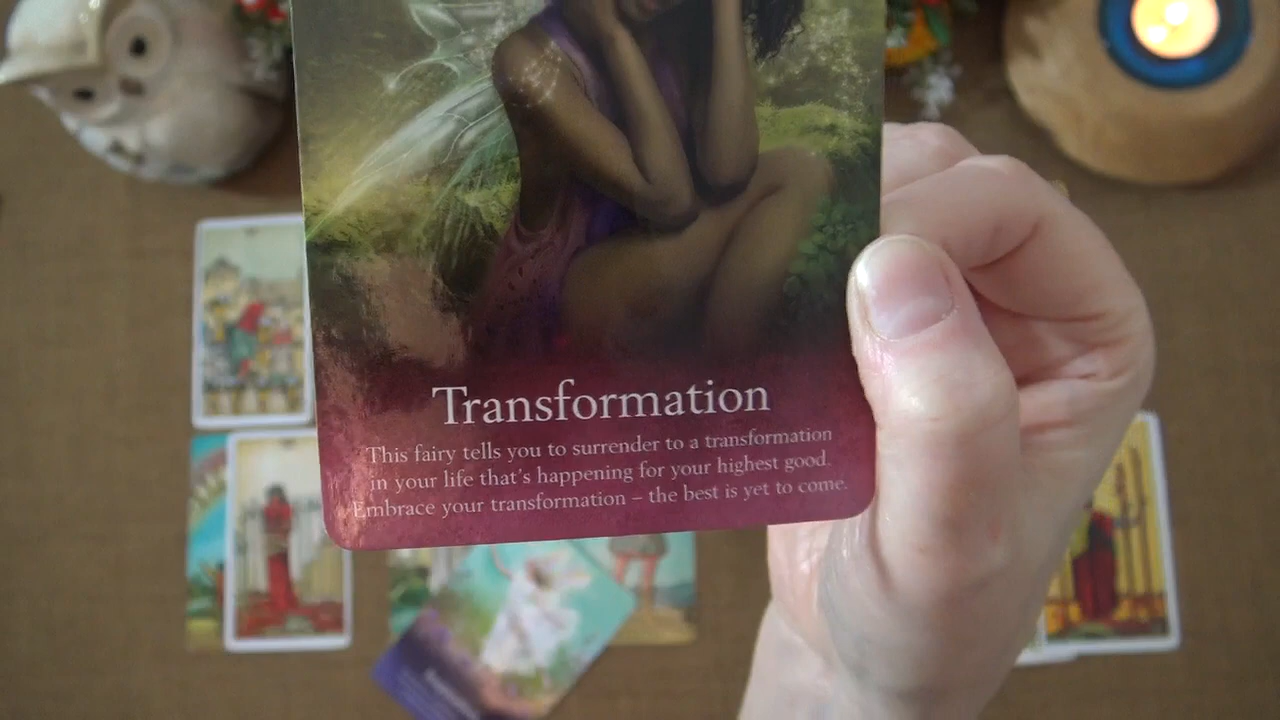 Transformation
This fairy tells you to surrender to a transformation
in your life that's happening for your highest good.
Embrace your transformation – the best is yet to come.